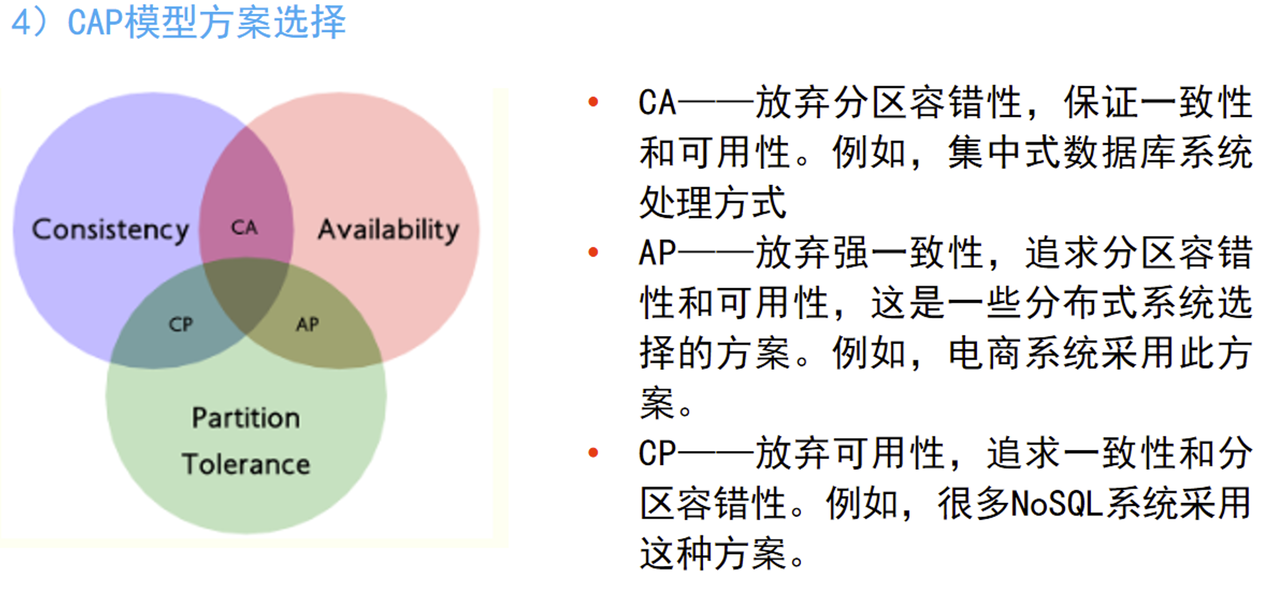 4）CAP模型方案选择
Consistency
CA
Availability
CP
AP
Partition
Tolerance
• CA——放弃分区容错性，保证一致性
和可用性。例如，集中式数据库系统
处理方式
• AP——放弃强一致性，追求分区容错
性和可用性，这是一些分布式系统选
择的方案。例如，电商系统采用此方
案。
• CP——放弃可用性，追求一致性和分
区容错性。例如，很多NoSQL系统采用
这种方案。